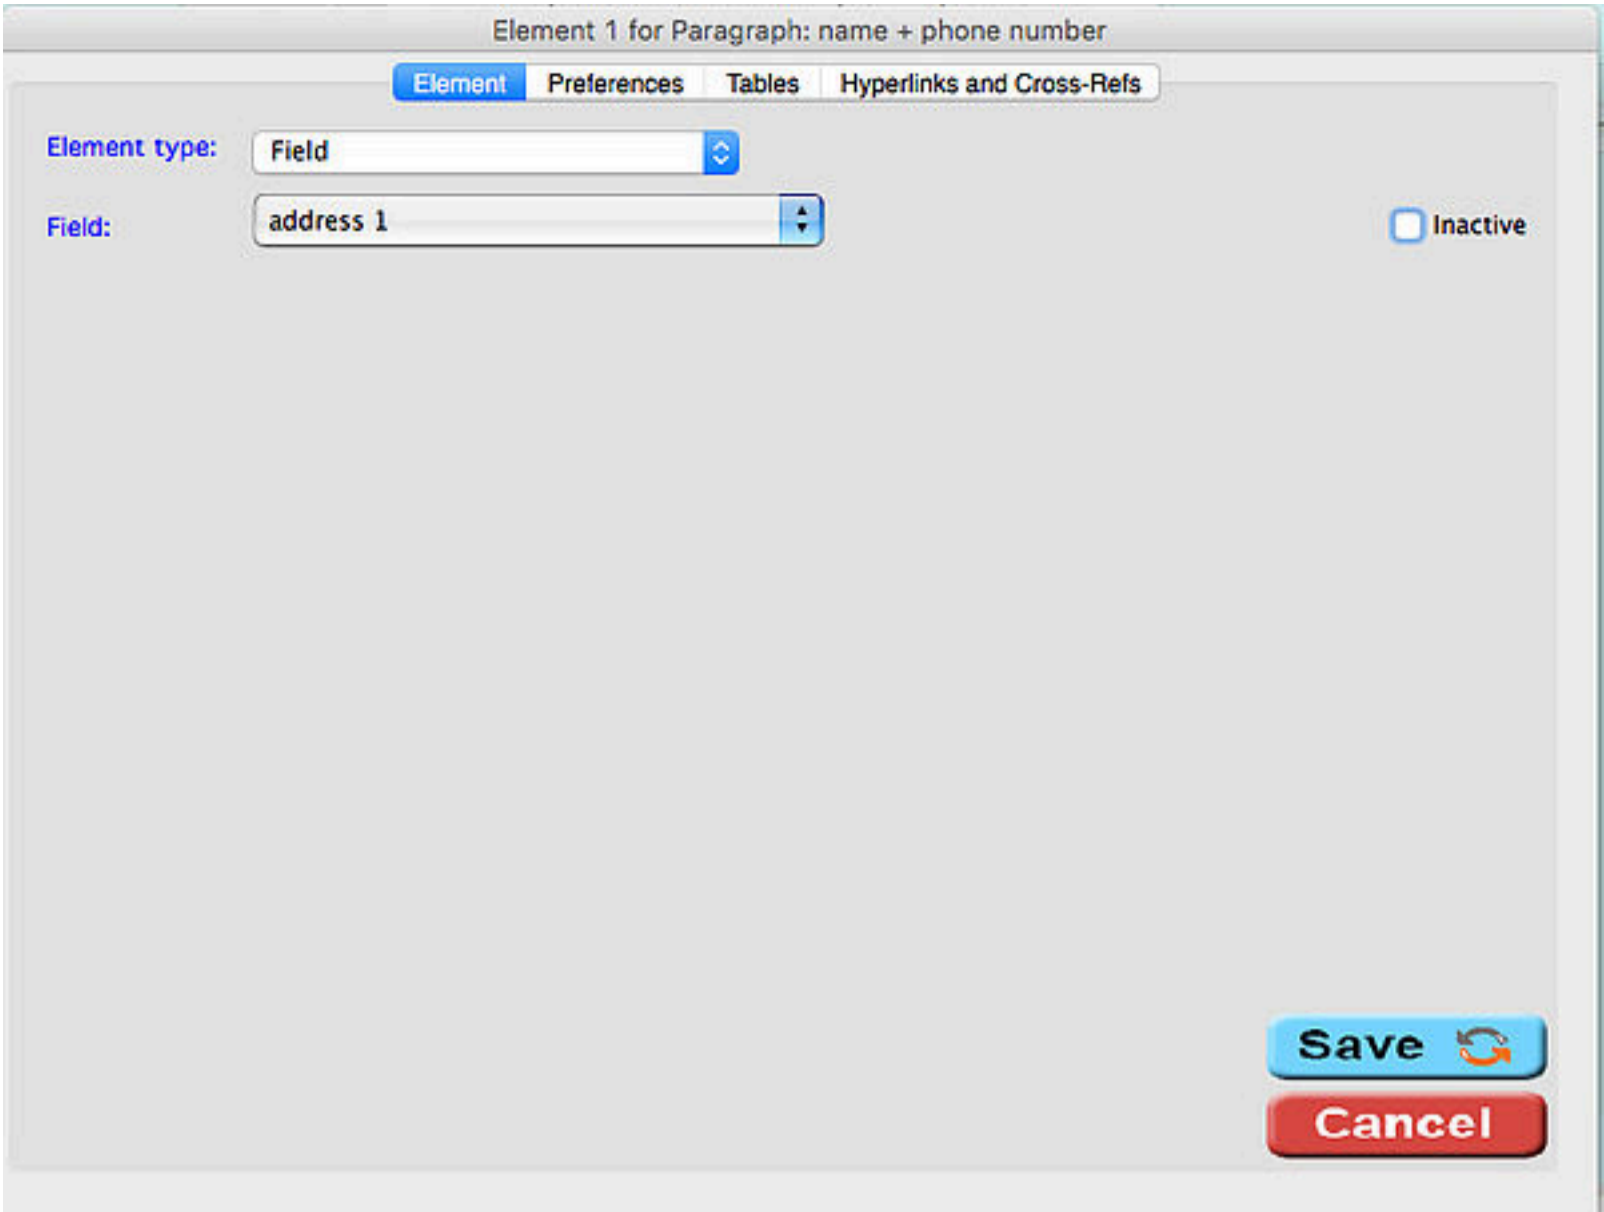 Element 1 for Paragraph: name + phone number
Element Preferences Tables Hyperlinks and Cross-Refs
Element type: Field
Field: address 1 Inactive
Save
Cancel